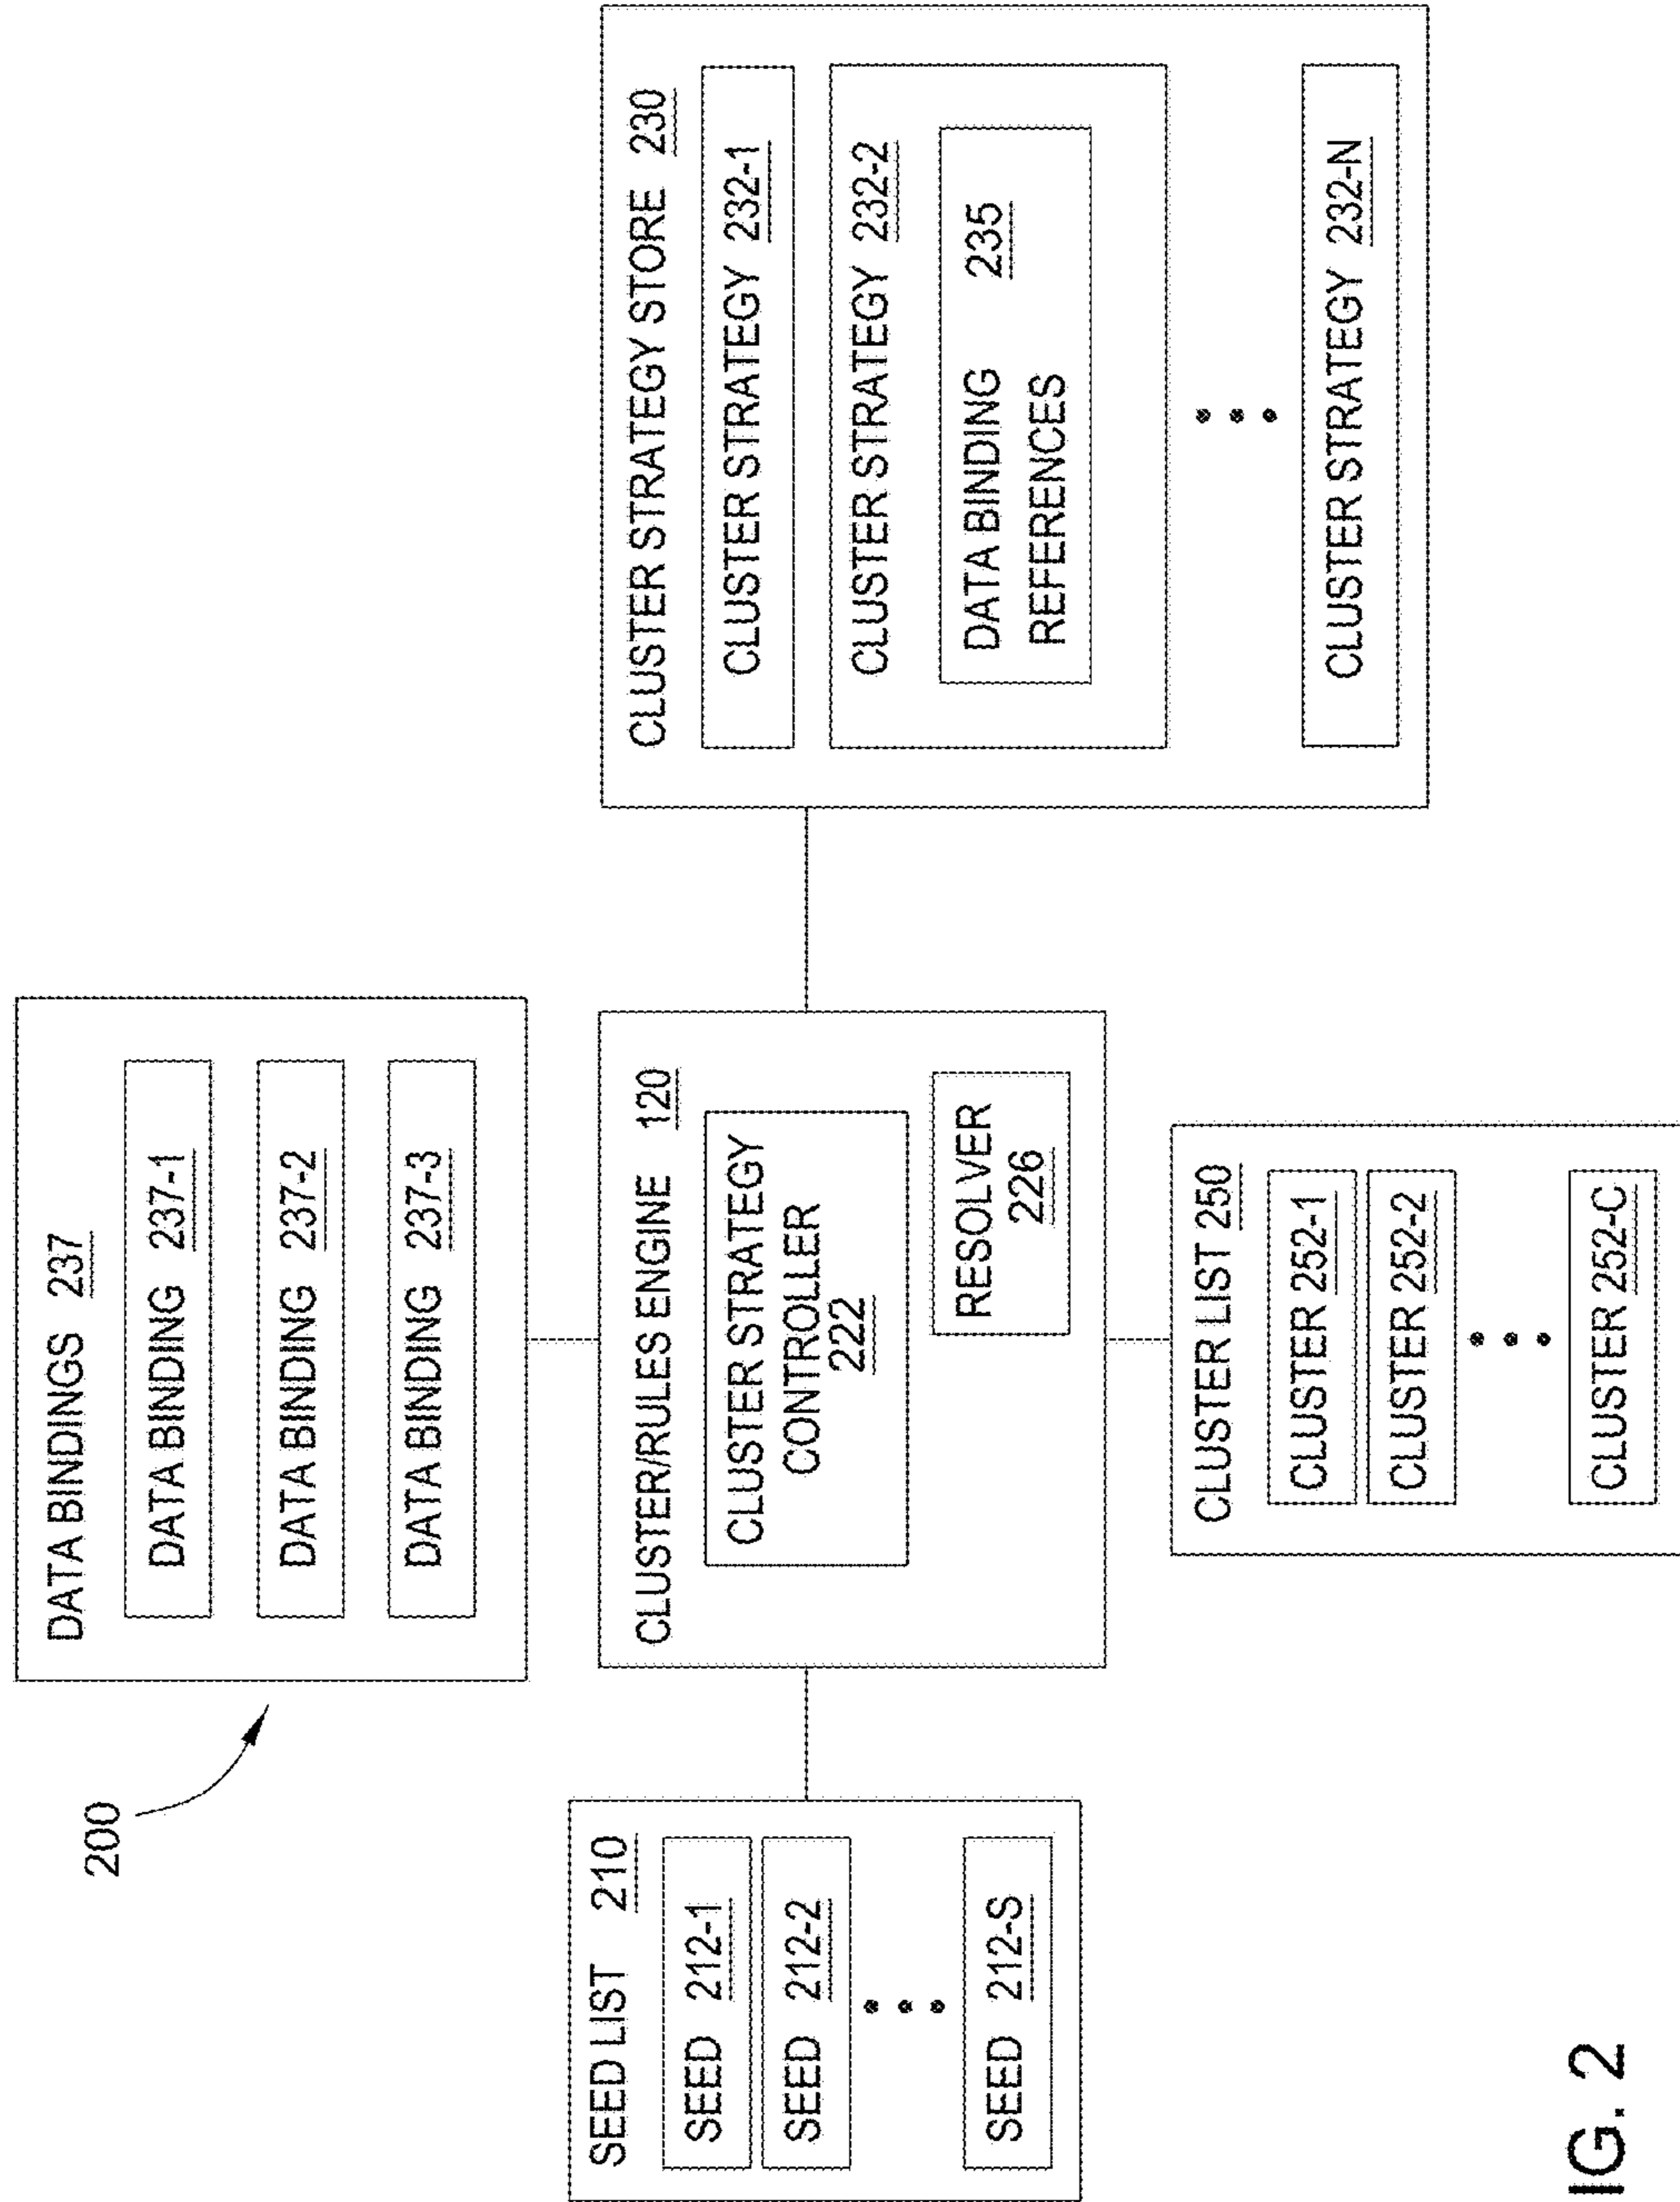 200
DATA BINDINGS 237
DATA BINDING 237-1
DATA BINDING 237-2
DATA BINDING 237-3
SEED LIST 210
SEED 212-1
SEED 212-2
SEED 212-S
CLUSTER/RULES ENGINE 120
CLUSTER STRATEGY
CONTROLLER
222
RESOLVER
226
CLUSTER STRATEGY STORE 230
CLUSTER STRATEGY 232-1
CLUSTER STRATEGY 232-2
DATA BINDING 235
REFERENCES
CLUSTER STRATEGY 232-N
CLUSTER LIST 250
CLUSTER 252-1
CLUSTER 252-2
CLUSTER 252-C
IG. 2